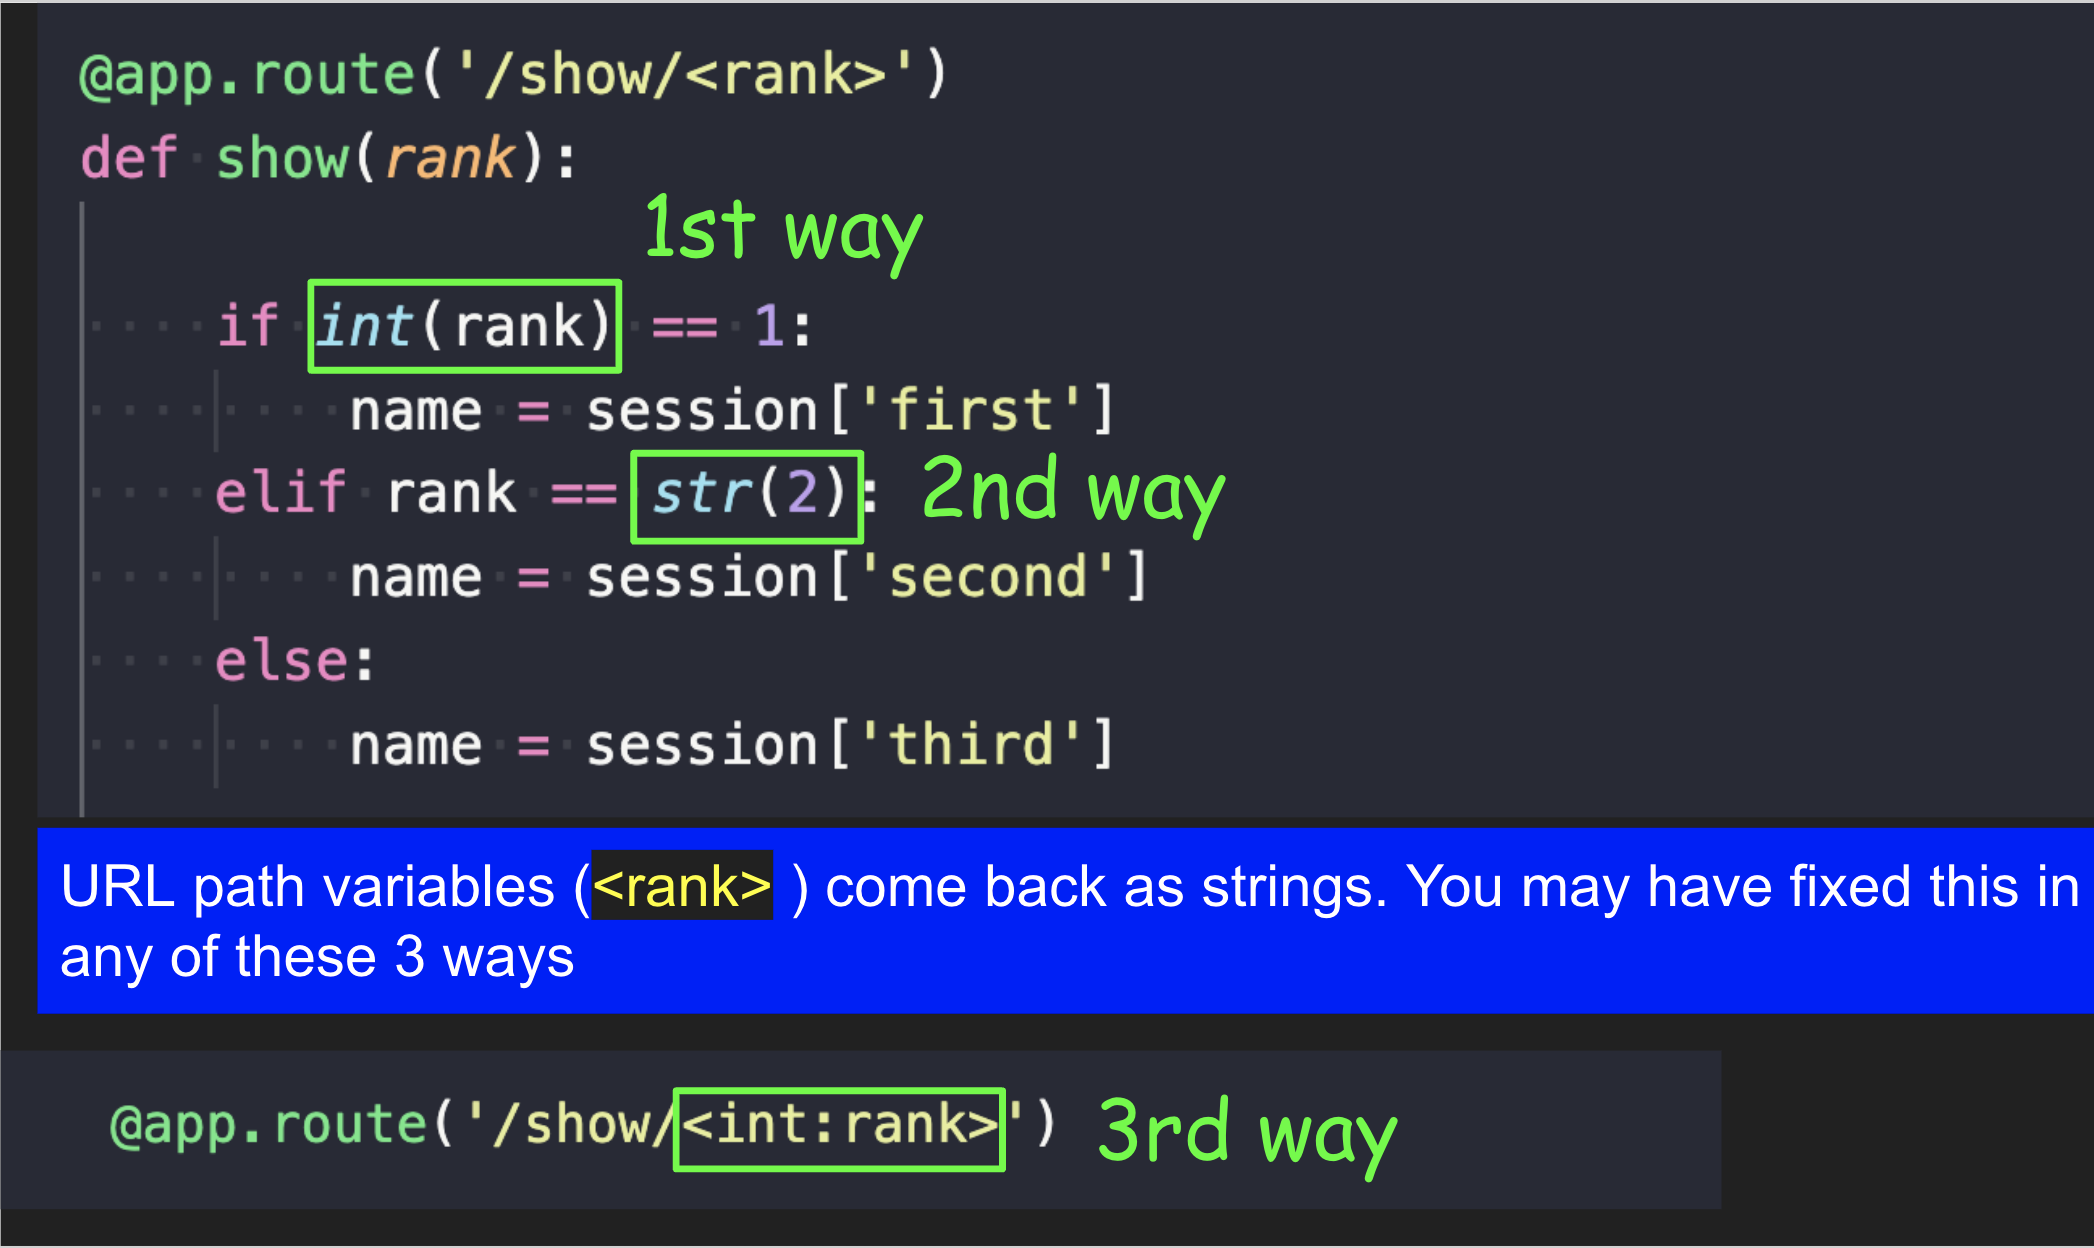 @app.route('/show/<rank>')
def show(rank):
1st way
if int(rank) == 1:
name = session['first']
elif rank == str(2): 2nd way
name = session['second']
else:
name = session['third']
URL path variables (<rank> ) come back as strings. You may have fixed this in
any of these 3 ways
@app.route('/show/<int:rank>') 3rd way